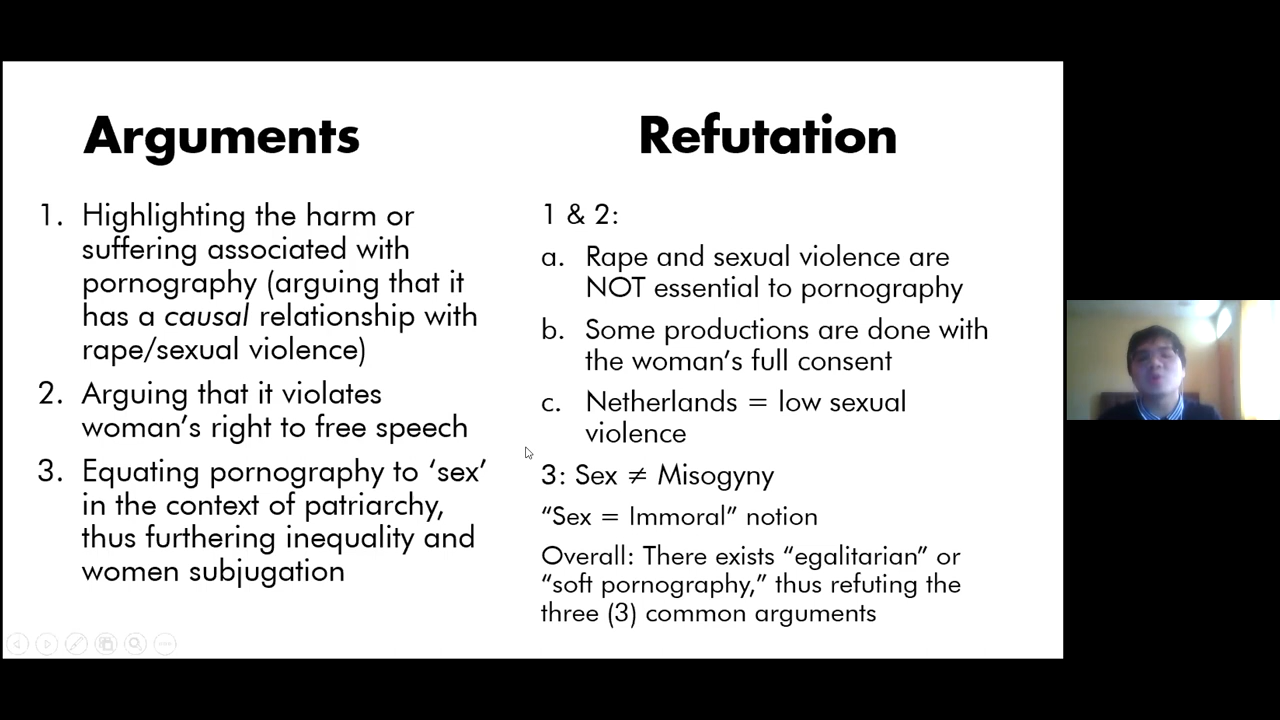 Arguments
1. Highlighting the harm or
suffering associated with
pornography (arguing that it
has a causal relationship with
rape/sexual violence)
2. Arguing that it violates
woman’s right to free speech
3. Equating pornography to ‘sex’
in the context of patriarchy,
thus furthering inequality and
women subjugation
Refutation
1 & 2:
a. Rape and sexual violence are
NOT essential to pornography
b. Some productions are done with
the woman’s full consent
c. Netherlands = low sexual
violence
3: Sex ≠ Misogyny
“Sex = Immoral” notion
Overall: There exists “egalitarian” or
“soft pornography,” thus refuting the
three (3) common arguments